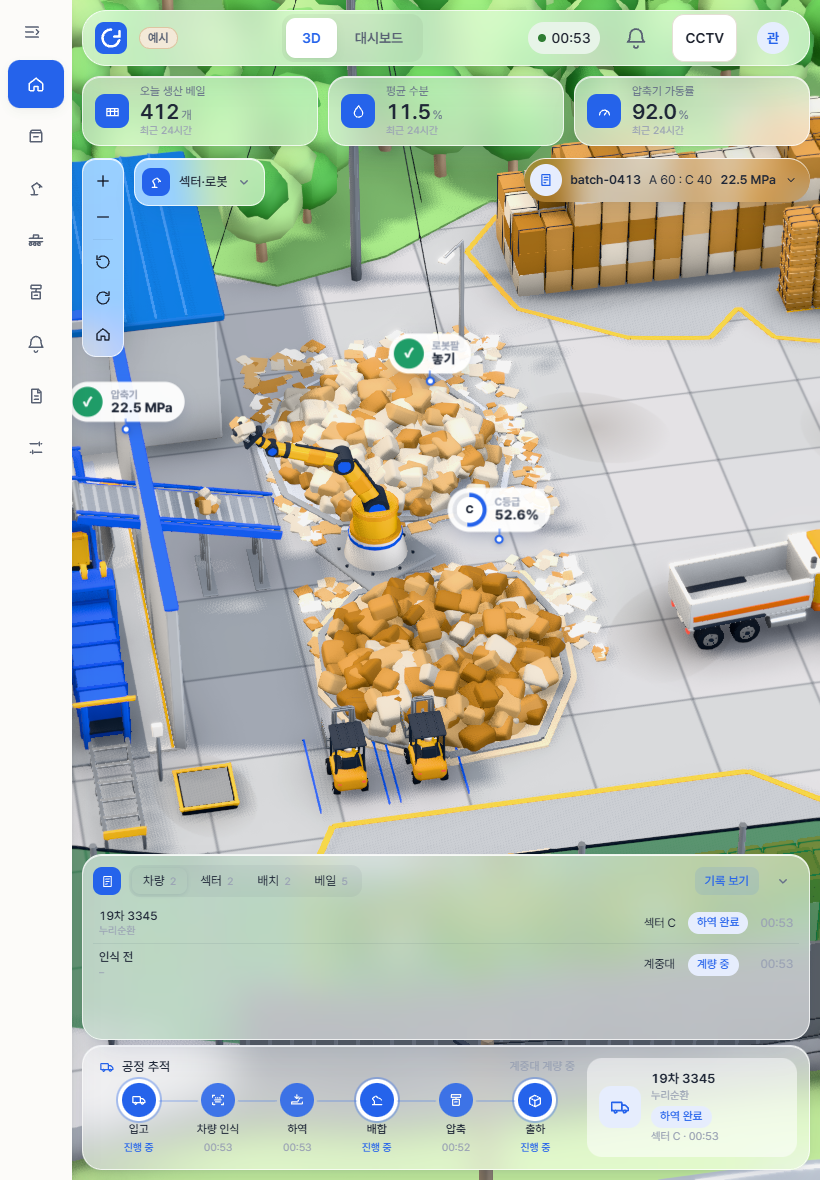 예시
3D
대시보드
00:53
CCTV
관
오늘 생산 베일
412 개
최근 24시간
평균 수분
11.5 %
최근 24시간
압축기 가동률
92.0 %
최근 24시간
섹터·로봇
batch-0413 A 60 : C 40 22.5 MPa
로봇팔
놓기
압축기
22.5 MPa
C
C등급
52.6%
차량 2
섹터 2
배치 2
베일 5
기록 보기
19차 3345
누리순환
섹터 C
하역 완료
00:53
인식 전
–
계중대
계량 중
00:53
공정 추적
계중대 계량 중
입고
진행 중
차량 인식
00:53
하역
00:53
배합
진행 중
압축
00:52
출하
진행 중
19차 3345
누리순환
하역 완료
섹터 C · 00:53